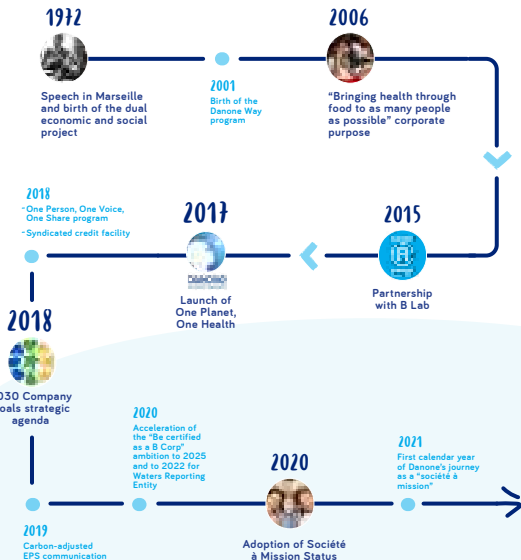 1972
Speech in Marseille
and birth of the dual
economic and social
project
2001
Birth of the
Danone Way
program
2006
“Bringing health through
food to as many people
as possible” corporate
purpose
2015
Partnership
with B Lab
2017
Launch of
One Planet,
One Health
2018
-One Person, One Voice,
One Share program
-Syndicated credit facility
2018
030 Company
oals strategic
agenda
2019
Carbon-adjusted
EPS communication
2020
Acceleration of
the “Be certified
as a B Corp”
ambition to 2025
and to 2022 for
Waters Reporting
Entity
2020
Adoption of Société
à Mission Status
2021
First calendar year
of Danone's journey
as a “société à
mission”